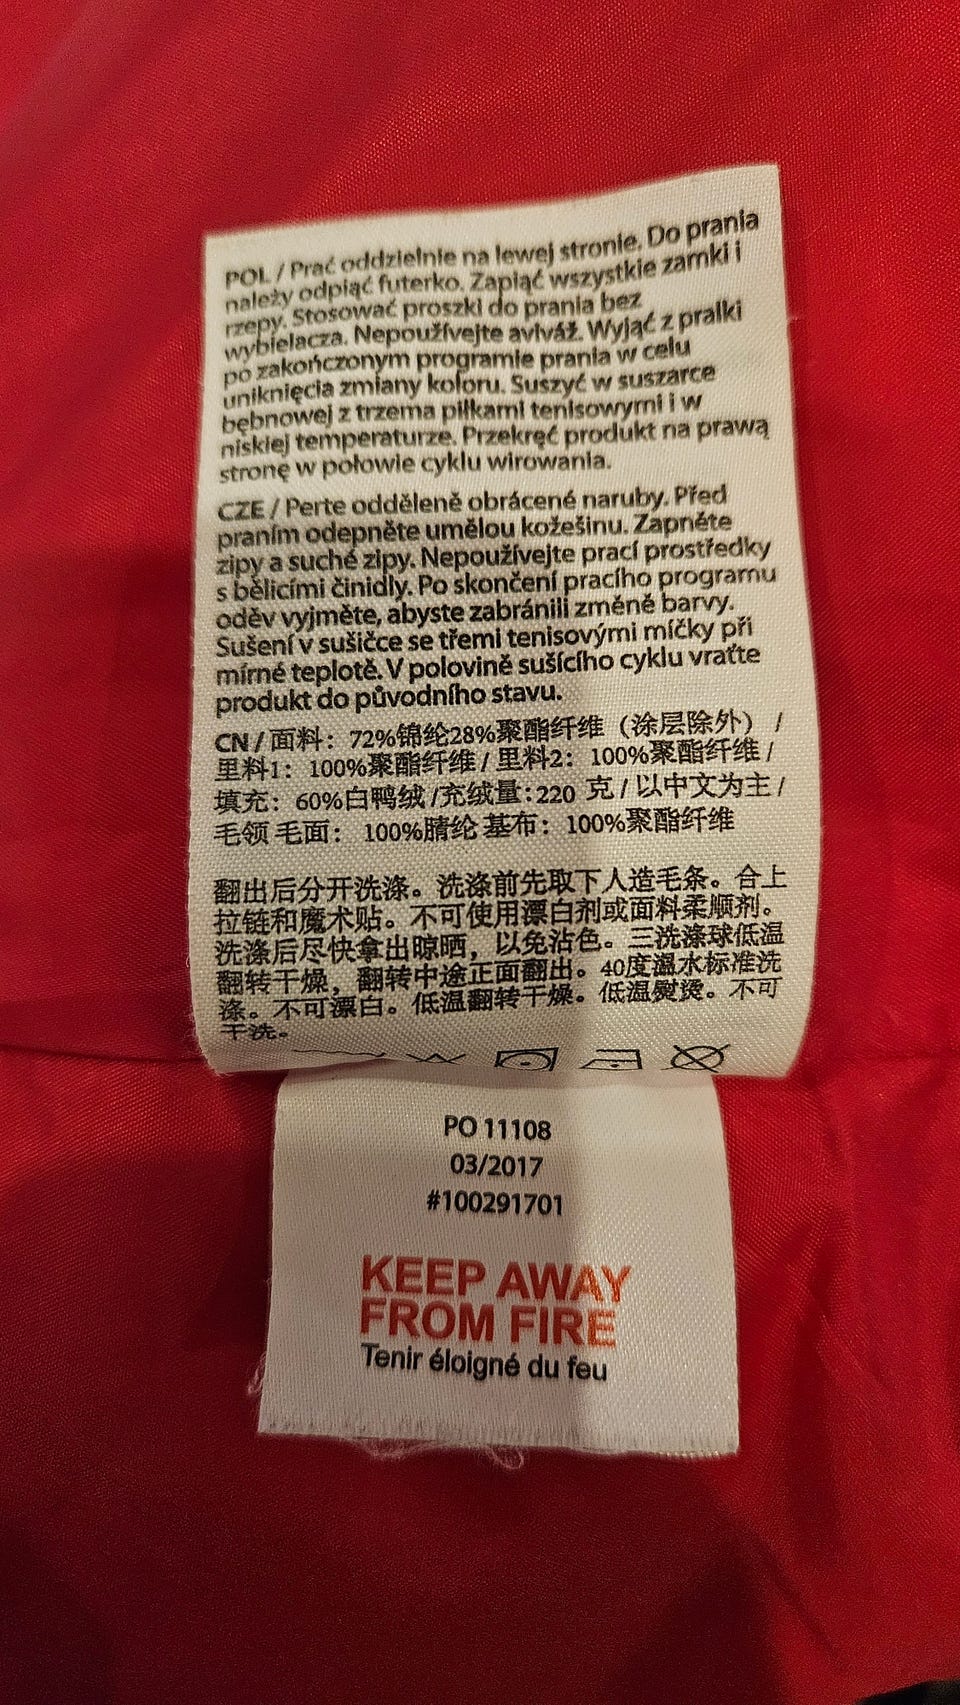 POL / Prać oddzielnie na lewej stronie. Do prania
należy odpiąć futerko. Zapiąć wszystkie zamki i
rzepy. Stosować proszki do prania bez
wybielacza. Nepoužívejte aviváž. Wyjąć z pralki
po zakończonym programie prania w celu
uniknięcia zmiany koloru. Suszyć w suszarce
bębnowej z trzema piłkami tenisowymi i w
niskiej temperaturze. Przekręć produkt na prawą
stronę w połowie cyklu wirowania.
CZE / Perte odděleně obrácené naruby. Před
praním odepněte umělou kožešinu. Zapněte
zipy a suché zipy. Nepoužívejte prací prostředky
s bělicími činidly. Po skončení pracího programu
oděv vyjměte, abyste zabránili změně barvy.
Sušení v sušičce se třemi tenisovými míčky při
mírné teplotě. V polovině sušícího cyklu vraťte
produkt do původního stavu.
CN / 面料：72%锦纶28%聚酯纤维（涂层除外） /
里料1：100%聚酯纤维 / 里料2：100%聚酯纤维 /
填充：60%白鸭绒 /充绒量:220 克 / 以中文为主 /
毛领 毛面：100%腈纶 基布：100%聚酯纤维
翻出后分开洗涤。洗涤前先取下人造毛条。合上
拉链和魔术贴。不可使用漂白剂或面料柔顺剂。
洗涤后尽快拿出晾晒，以免沾色。三洗涤球低温
翻转干燥，翻转中途正面翻出。40度温水标准洗
涤。不可漂白。低温翻转干燥。低温熨烫。不可
干洗。
PO 11108
03/2017
#100291701
KEEP AWAY
FROM FIRE
Tenir éloigné du feu